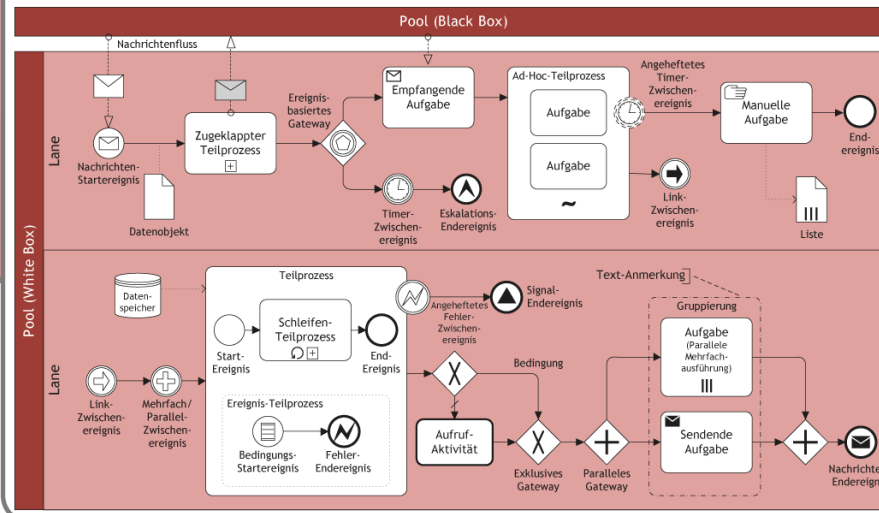 Pool (Black Box)
Nachrichtenfluss
Pool (White Box)
Lane
Nachrichten-
Startereignis
Datenobjekt
Zugeklappter
Teilprozess
Ereignis-
basiertes
Gateway
Empfangende
Aufgabe
Timer-
Zwischen-
ereignis
Eskalations-
Endereignis
Ad-Hoc-Teilprozess
Aufgabe
Aufgabe
~
Angeheftetes
Timer-
Zwischen-
ereignis
Link-
Zwischen-
ereignis
Manuelle
Aufgabe
Liste
End-
ereignis
Lane
Daten-
speicher
Link-
Zwischen-
ereignis
Mehrfach/
Parallel-
Zwischen-
ereignis
Teilprozess
Start-
Ereignis
Schleifen-
Teilprozess
End-
Ereignis
Ereignis-Teilprozess
Bedingungs-
Startereignis
Fehler-
Endereignis
Angeheftetes
Fehler-
Zwischen-
ereignis
Signal-
Endereignis
Bedingung
Aufruf-
Aktivität
Exklusives
Gateway
Paralleles
Gateway
Text-Anmerkung
Gruppierung
Aufgabe
(Parallele
Mehrfach-
ausführung)
Sendende
Aufgabe
Nachrichte
Endereign